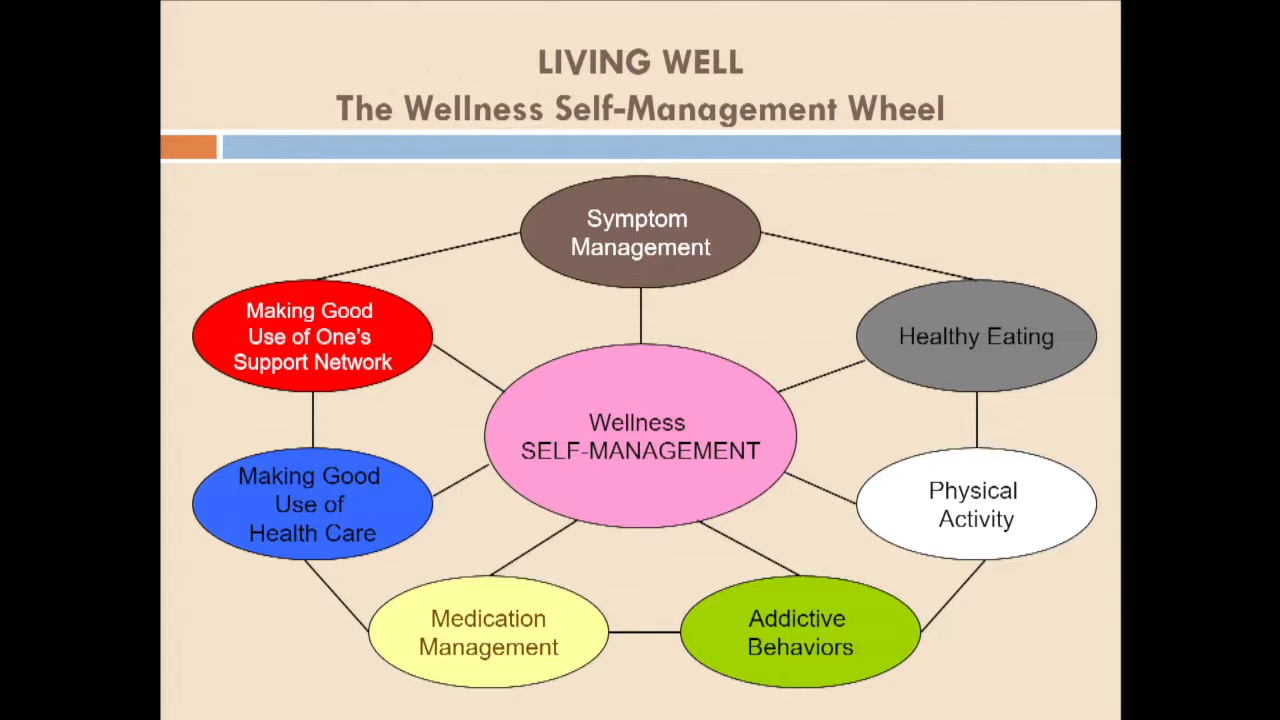 LIVING WELL
The Wellness Self-Management Wheel
Symptom
Management
Making Good
Use of One's
Support Network
Healthy Eating
Wellness
SELF-MANAGEMENT
Making Good
Use of
Health Care
Physical
Activity
Medication
Management
Addictive
Behaviors